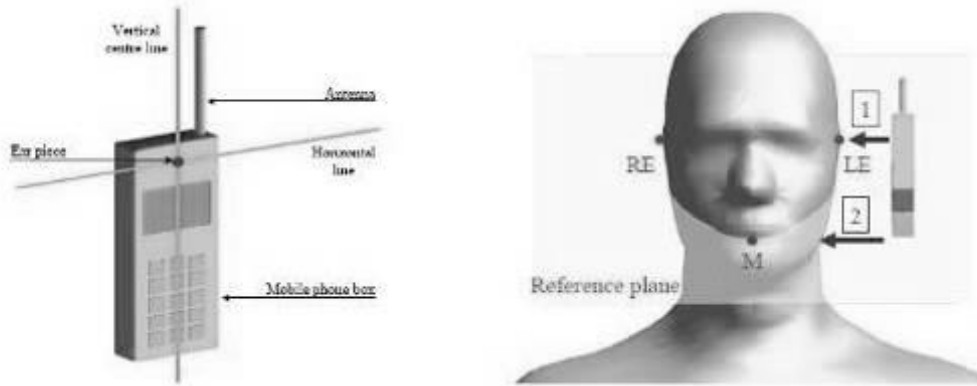 Vertical
centre line
Antenna
Ear piece
Horizontal
line
Mobile phone box
1
RE
LE
2
M
Reference plane